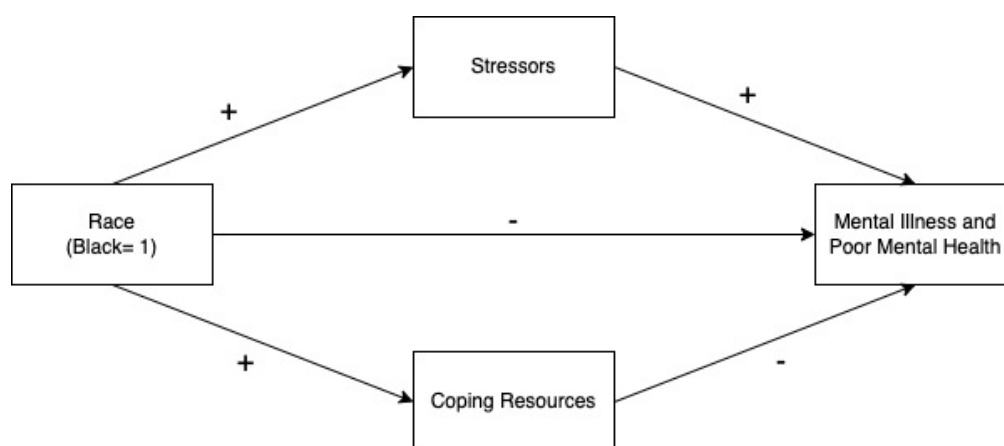 Stressors
+
+
Race
(Black= 1)
-
Mental Illness and
Poor Mental Health
+
-
Coping Resources